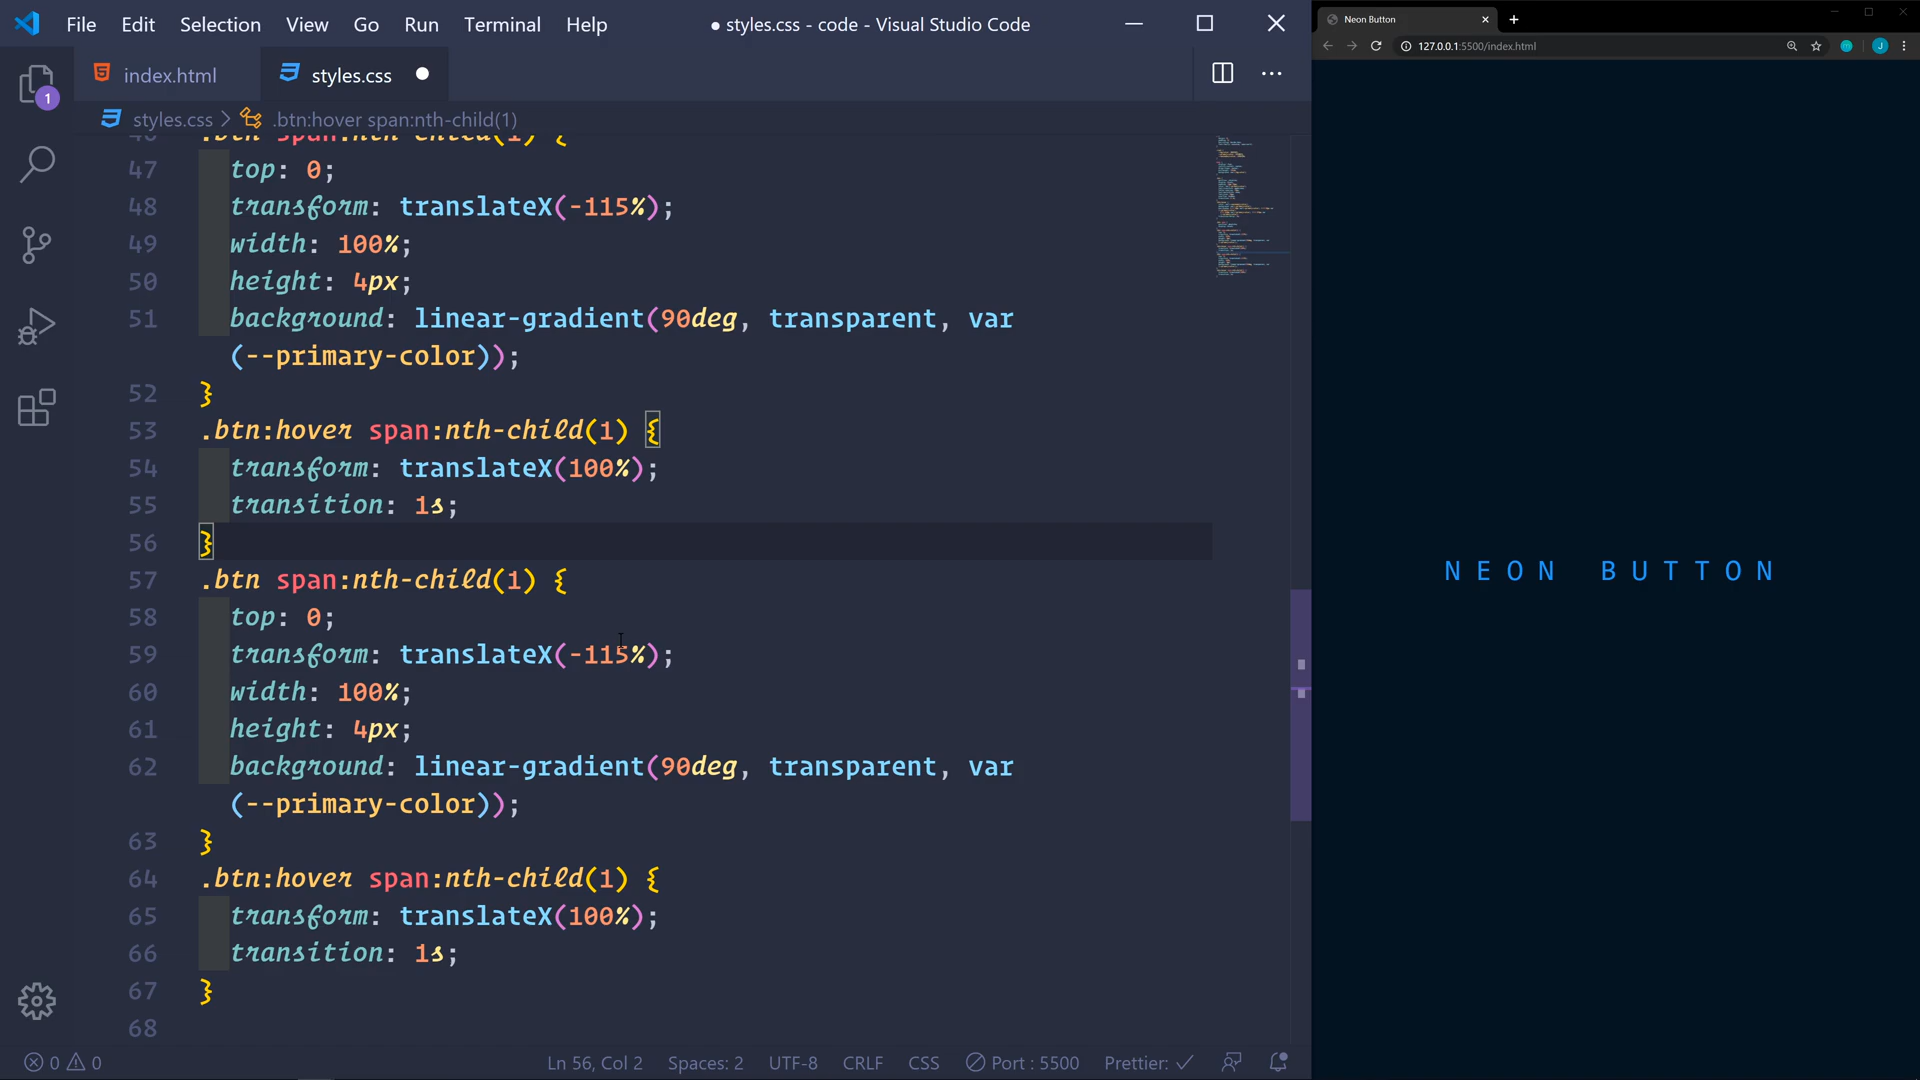 File Edit Selection View Go Run Terminal Help
● styles.css - code - Visual Studio Code
index.html
styles.css
styles.css > .btn:hover span:nth-child(1)
46 .btn span:nth-child(1) {
47 top: 0;
48 transform: translateX(-115%);
49 width: 100%;
50 height: 4px;
51 background: linear-gradient(90deg, transparent, var
(--primary-color));
52 }
53 .btn:hover span:nth-child(1) {
54 transform: translateX(100%);
55 transition: 1s;
56 }
57 .btn span:nth-child(1) {
58 top: 0;
59 transform: translateX(-115%);
60 width: 100%;
61 height: 4px;
62 background: linear-gradient(90deg, transparent, var
(--primary-color));
63 }
64 .btn:hover span:nth-child(1) {
65 transform: translateX(100%);
66 transition: 1s;
67 }
68
1
0 0
Ln 56, Col 2 Spaces: 2 UTF-8 CRLF CSS Port : 5500 Prettier: ✓
Neon Button
127.0.0.1:5500/index.html
J
NEON BUTTON